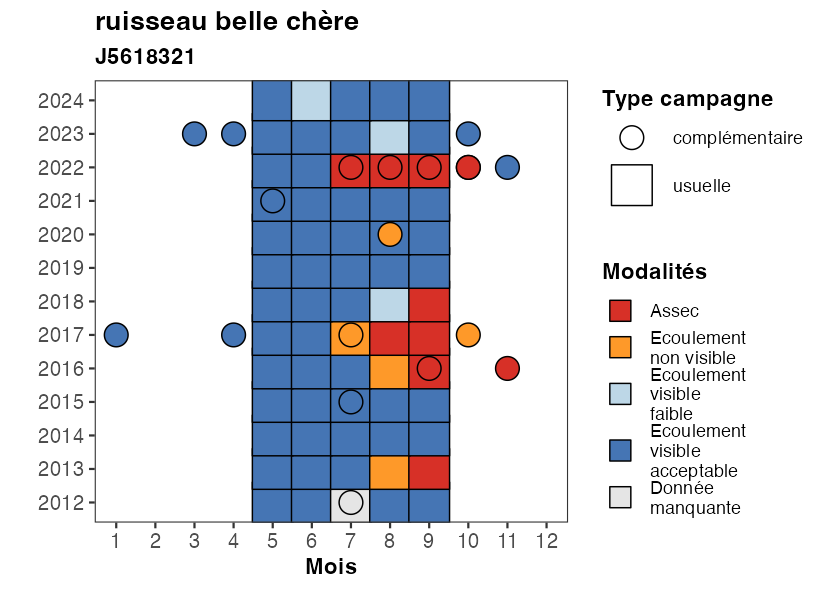 ruisseau belle chère
J5618321
2024
2023
2022
2021
2020
2019
2018
2017
2016
2015
2014
2013
2012
1 2 3 4 5 6 7 8 9 10 11 12
Mois
Type campagne
complémentaire
usuelle
Modalités
Assec
Ecoulement
non visible
Ecoulement
visible
faible
Ecoulement
visible
acceptable
Donnée
manquante